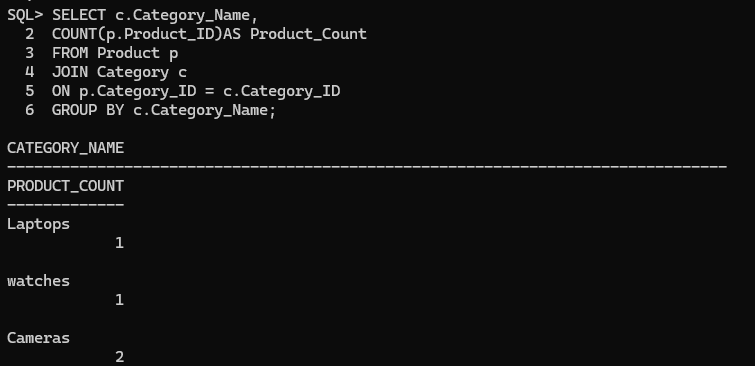 SQL> SELECT c.Category_Name,
  2  COUNT(p.Product_ID)AS Product_Count
  3  FROM Product p
  4  JOIN Category c
  5  ON p.Category_ID = c.Category_ID
  6  GROUP BY c.Category_Name;
CATEGORY_NAME
--------------------------------------------------------------------------------
PRODUCT_COUNT
-------------
Laptops
            1
watches
            1
Cameras
            2